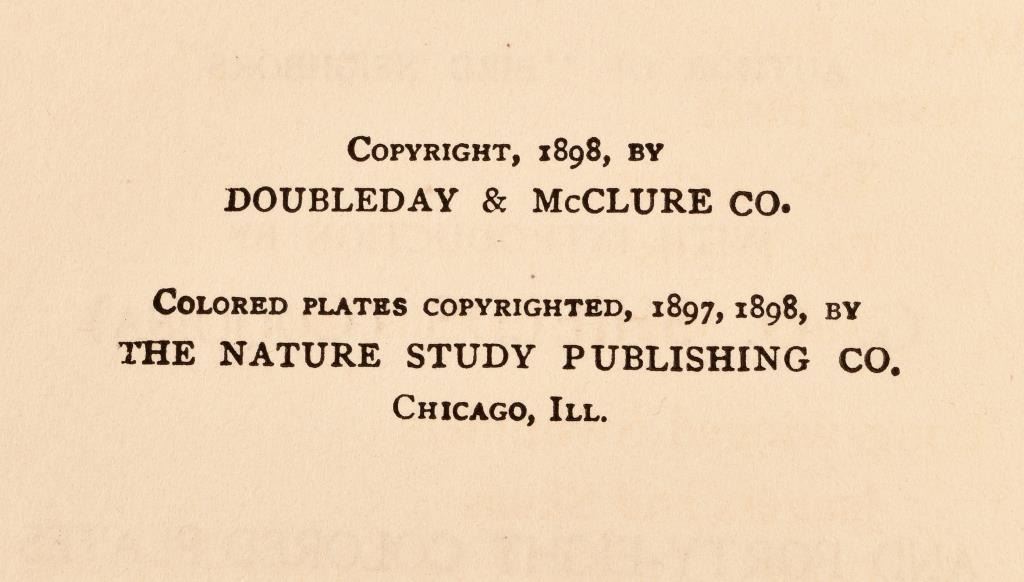 COPYRIGHT, 1898, BY
DOUBLEDAY & McCLURE CO.
COLORED PLATES COPYRIGHTED, 1897, 1898, BY
THE NATURE STUDY PUBLISHING CO.
CHICAGO, ILL.